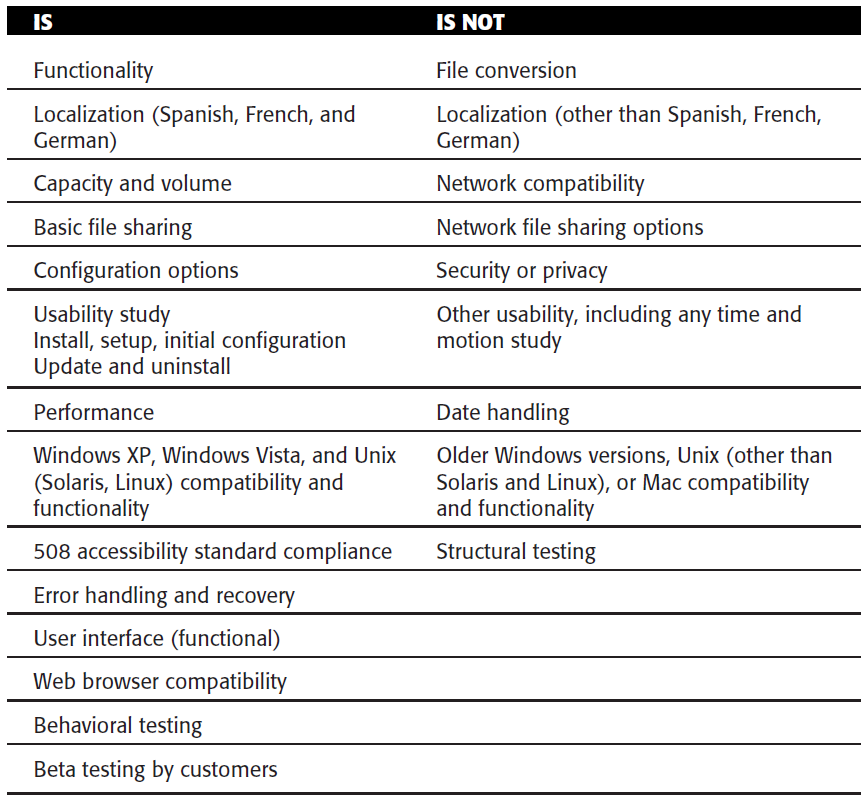 IS IS NOT
Functionality File conversion
Localization (Spanish, French, and Localization (other than Spanish, French,
German) German)
Capacity and volume Network compatibility
Basic file sharing Network file sharing options
Configuration options Security or privacy
Usability study Other usability, including any time and
Install, setup, initial configuration motion study
Update and uninstall
Performance Date handling
Windows XP, Windows Vista, and Unix Older Windows versions, Unix (other than
(Solaris, Linux) compatibility and Solaris and Linux), or Mac compatibility
functionality and functionality
508 accessibility standard compliance Structural testing
Error handling and recovery
User interface (functional)
Web browser compatibility
Behavioral testing
Beta testing by customers